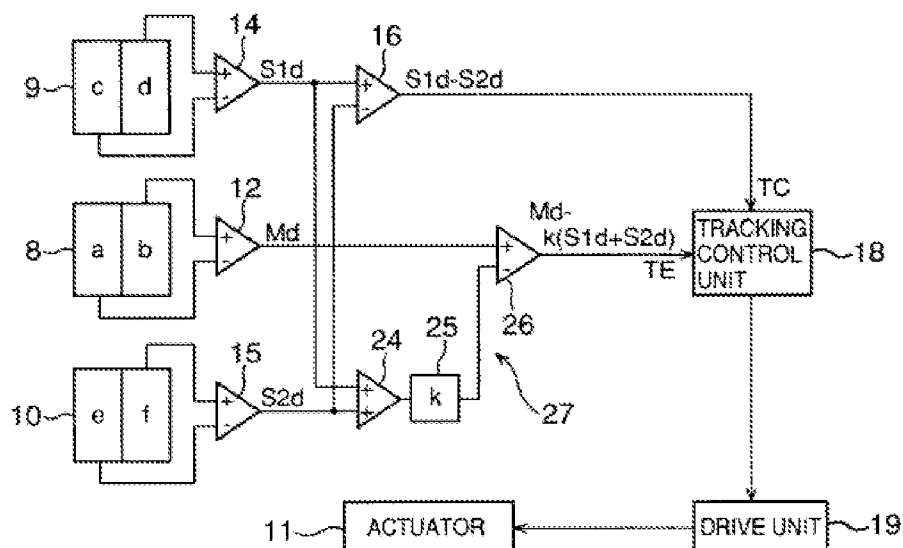 14
16
c d
+
-
S1d
+
-
S1d-S2d
9
TC
12
Md-
k(S1d+S2d)
TRACKING
CONTROL
UNIT
18
8
a b
+
-
Md
+
-
TE
26
15
24
25
27
10
e f
+
-
S2d
+
+
k
11
ACTUATOR
DRIVE UNIT
19